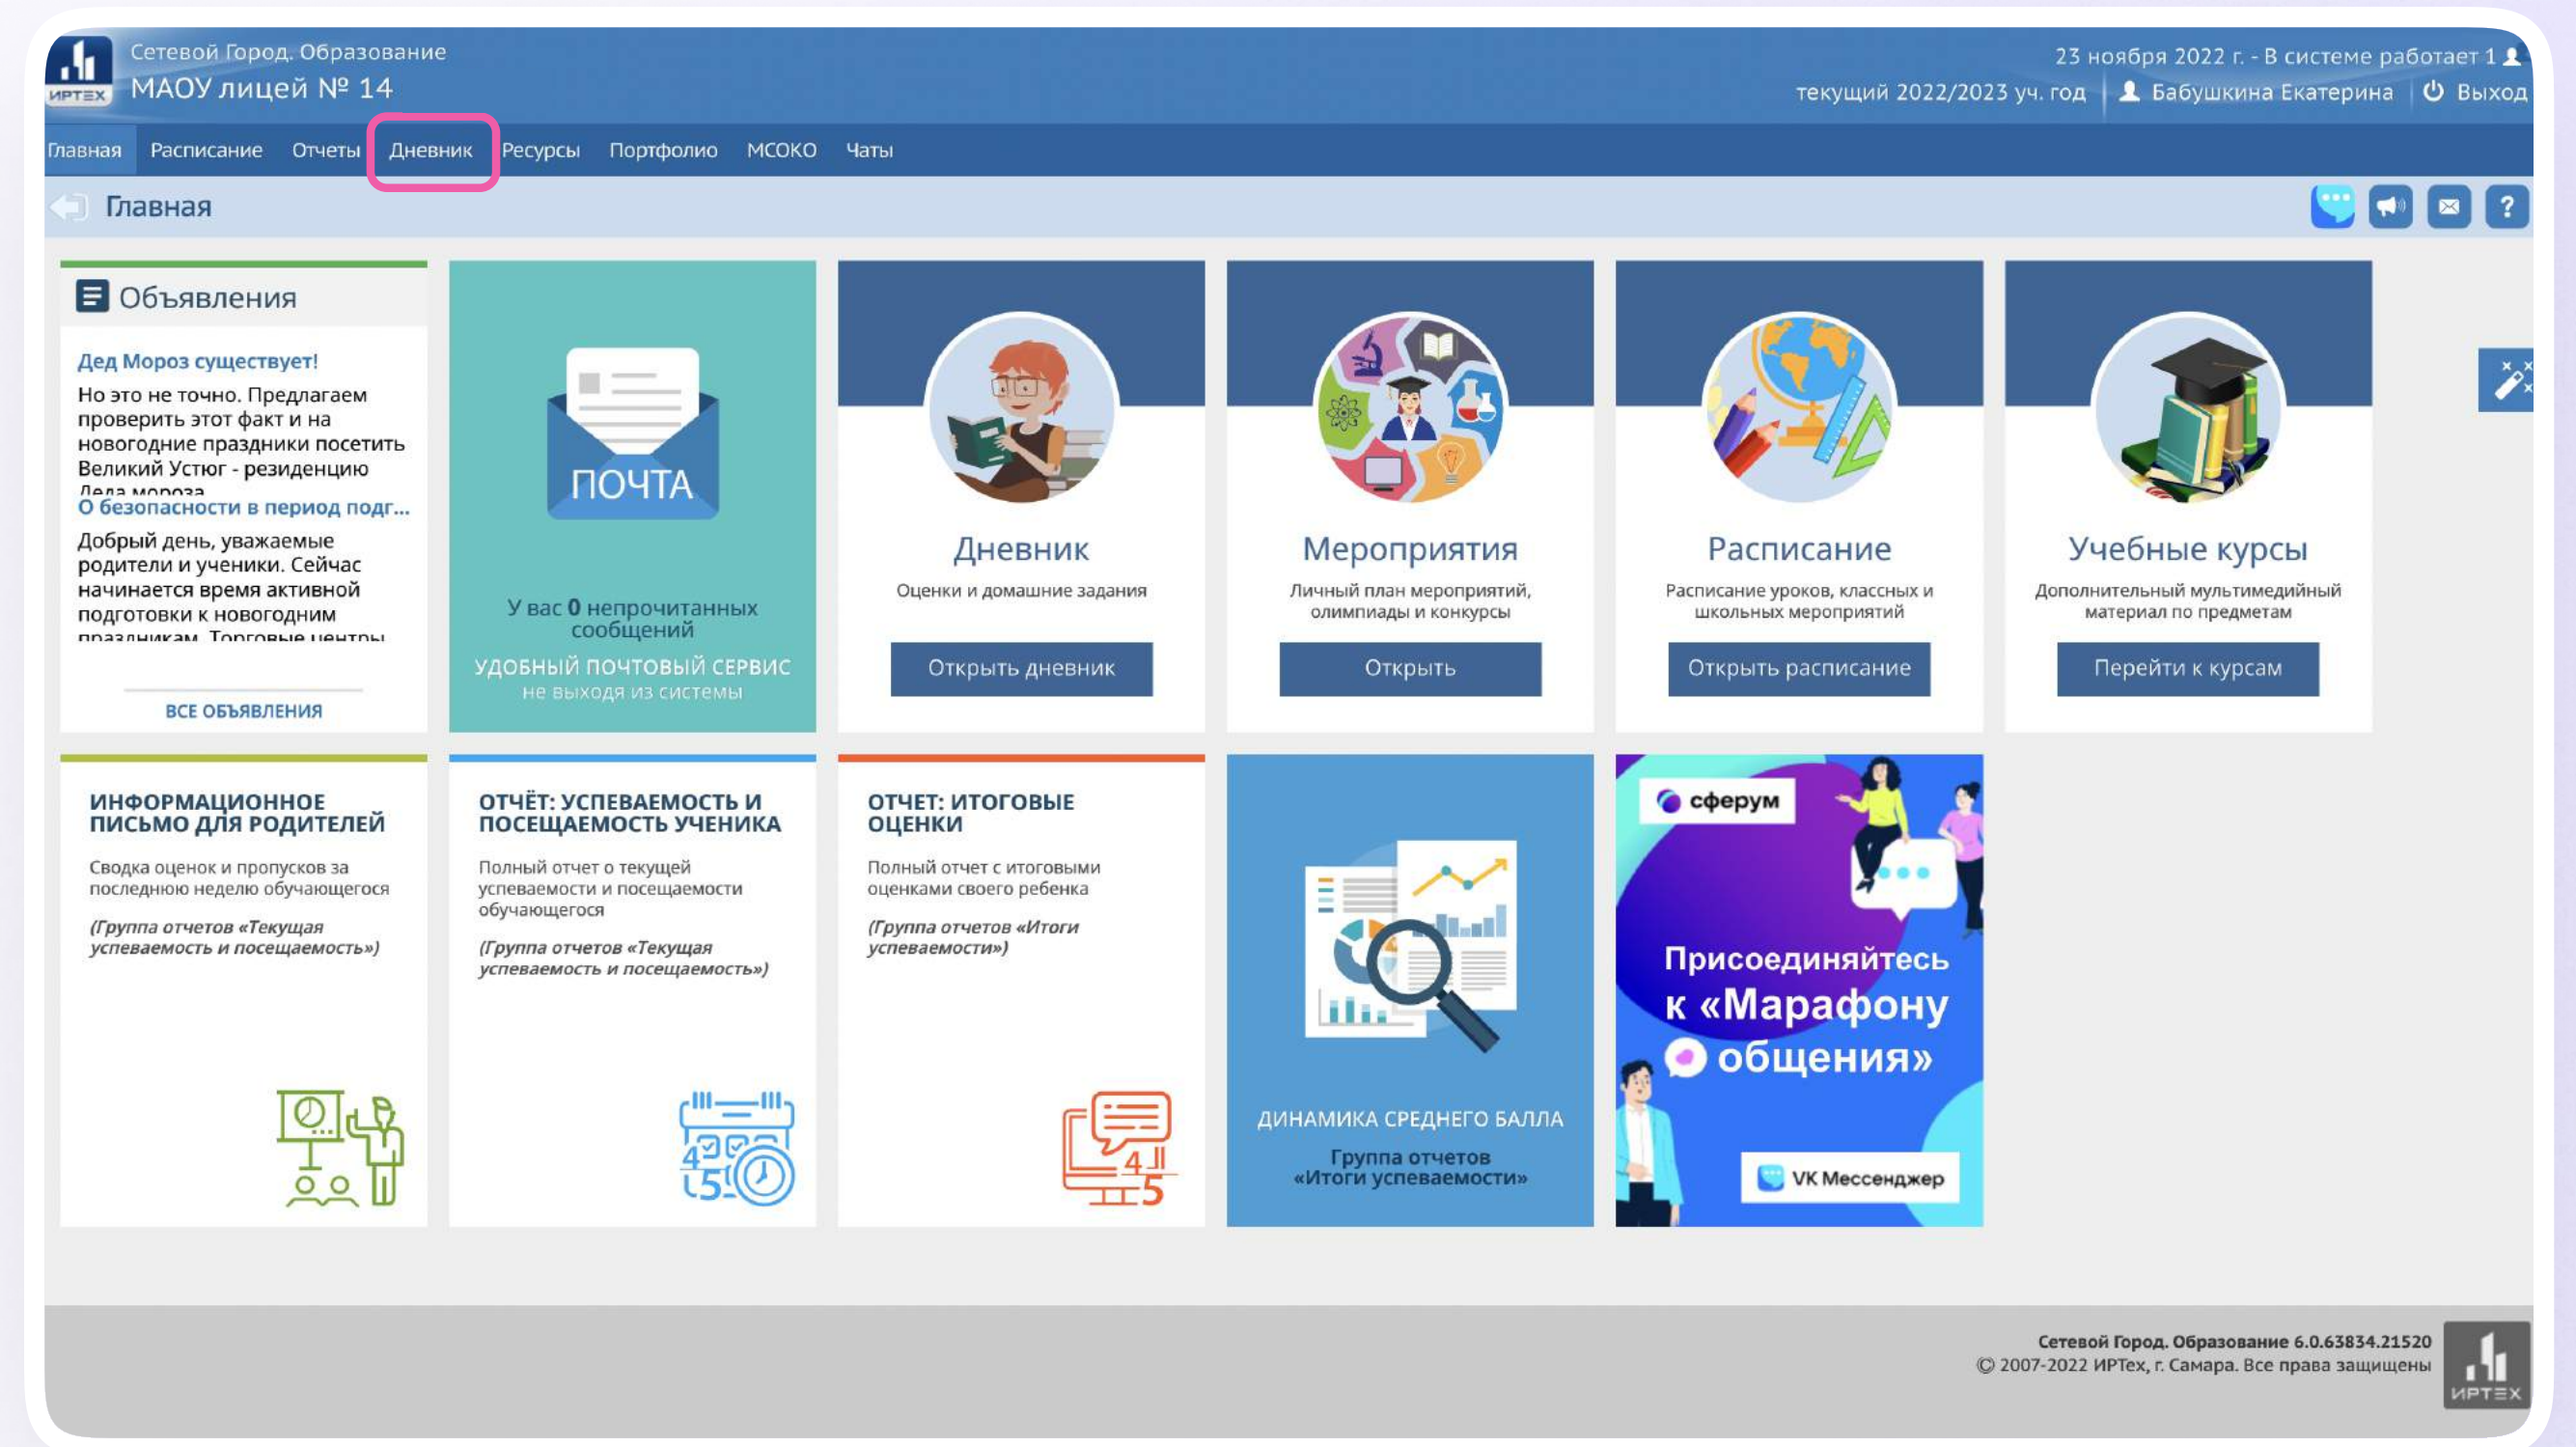 Сетевой Город. Образование
МАОУ лицей № 14
ИРТЕХ
23 ноября 2022 г. - В системе работает 1
текущий 2022/2023 уч. год
Бабушкина Екатерина
Выход
Главная Расписание Отчеты Дневник Ресурсы Портфолио МСОКО Чаты
Главная
?
Объявления
Дед Мороз существует!
Но это не точно. Предлагаем
проверить этот факт и на
новогодние праздники посетить
Великий Устюг - резиденцию
Деда мороза
О безопасности в период подг...
Добрый день, уважаемые
родители и ученики. Сейчас
начинается время активной
подготовки к новогодним
праздникам. Торговые центры
ВСЕ ОБЪЯВЛЕНИЯ
ПОЧТА
У вас 0 непрочитанных
сообщений
УДОБНЫЙ ПОЧТОВЫЙ СЕРВИС
не выходя из системы
Дневник
Оценки и домашние задания
Открыть дневник
Мероприятия
Личный план мероприятий,
олимпиады и конкурсы
Открыть
Расписание
Расписание уроков, классных и
школьных мероприятий
Открыть расписание
Учебные курсы
Дополнительный мультимедийный
материал по предметам
Перейти к курсам
ИНФОРМАЦИОННОЕ
ПИСЬМО ДЛЯ РОДИТЕЛЕЙ
Сводка оценок и пропусков за
последнюю неделю обучающегося
(Группа отчетов «Текущая
успеваемость и посещаемость»)
ОТЧЁТ: УСПЕВАЕМОСТЬ И
ПОСЕЩАЕМОСТЬ УЧЕНИКА
Полный отчет о текущей
успеваемости и посещаемости
обучающегося
(Группа отчетов «Текущая
успеваемость и посещаемость»)
4
5
ОТЧЕТ: ИТОГОВЫЕ
ОЦЕНКИ
Полный отчет с итоговыми
оценками своего ребенка
(Группа отчетов «Итоги
успеваемости»)
4
5
ДИНАМИКА СРЕДНЕГО БАЛЛА
Группа отчетов
«Итоги успеваемости»
сферум
Присоединяйтесь
к «Марафону
общения»
VK Мессенджер
Сетевой Город. Образование 6.0.63834.21520
© 2007-2022 ИРТех, г. Самара. Все права защищены
ИРТЕХ